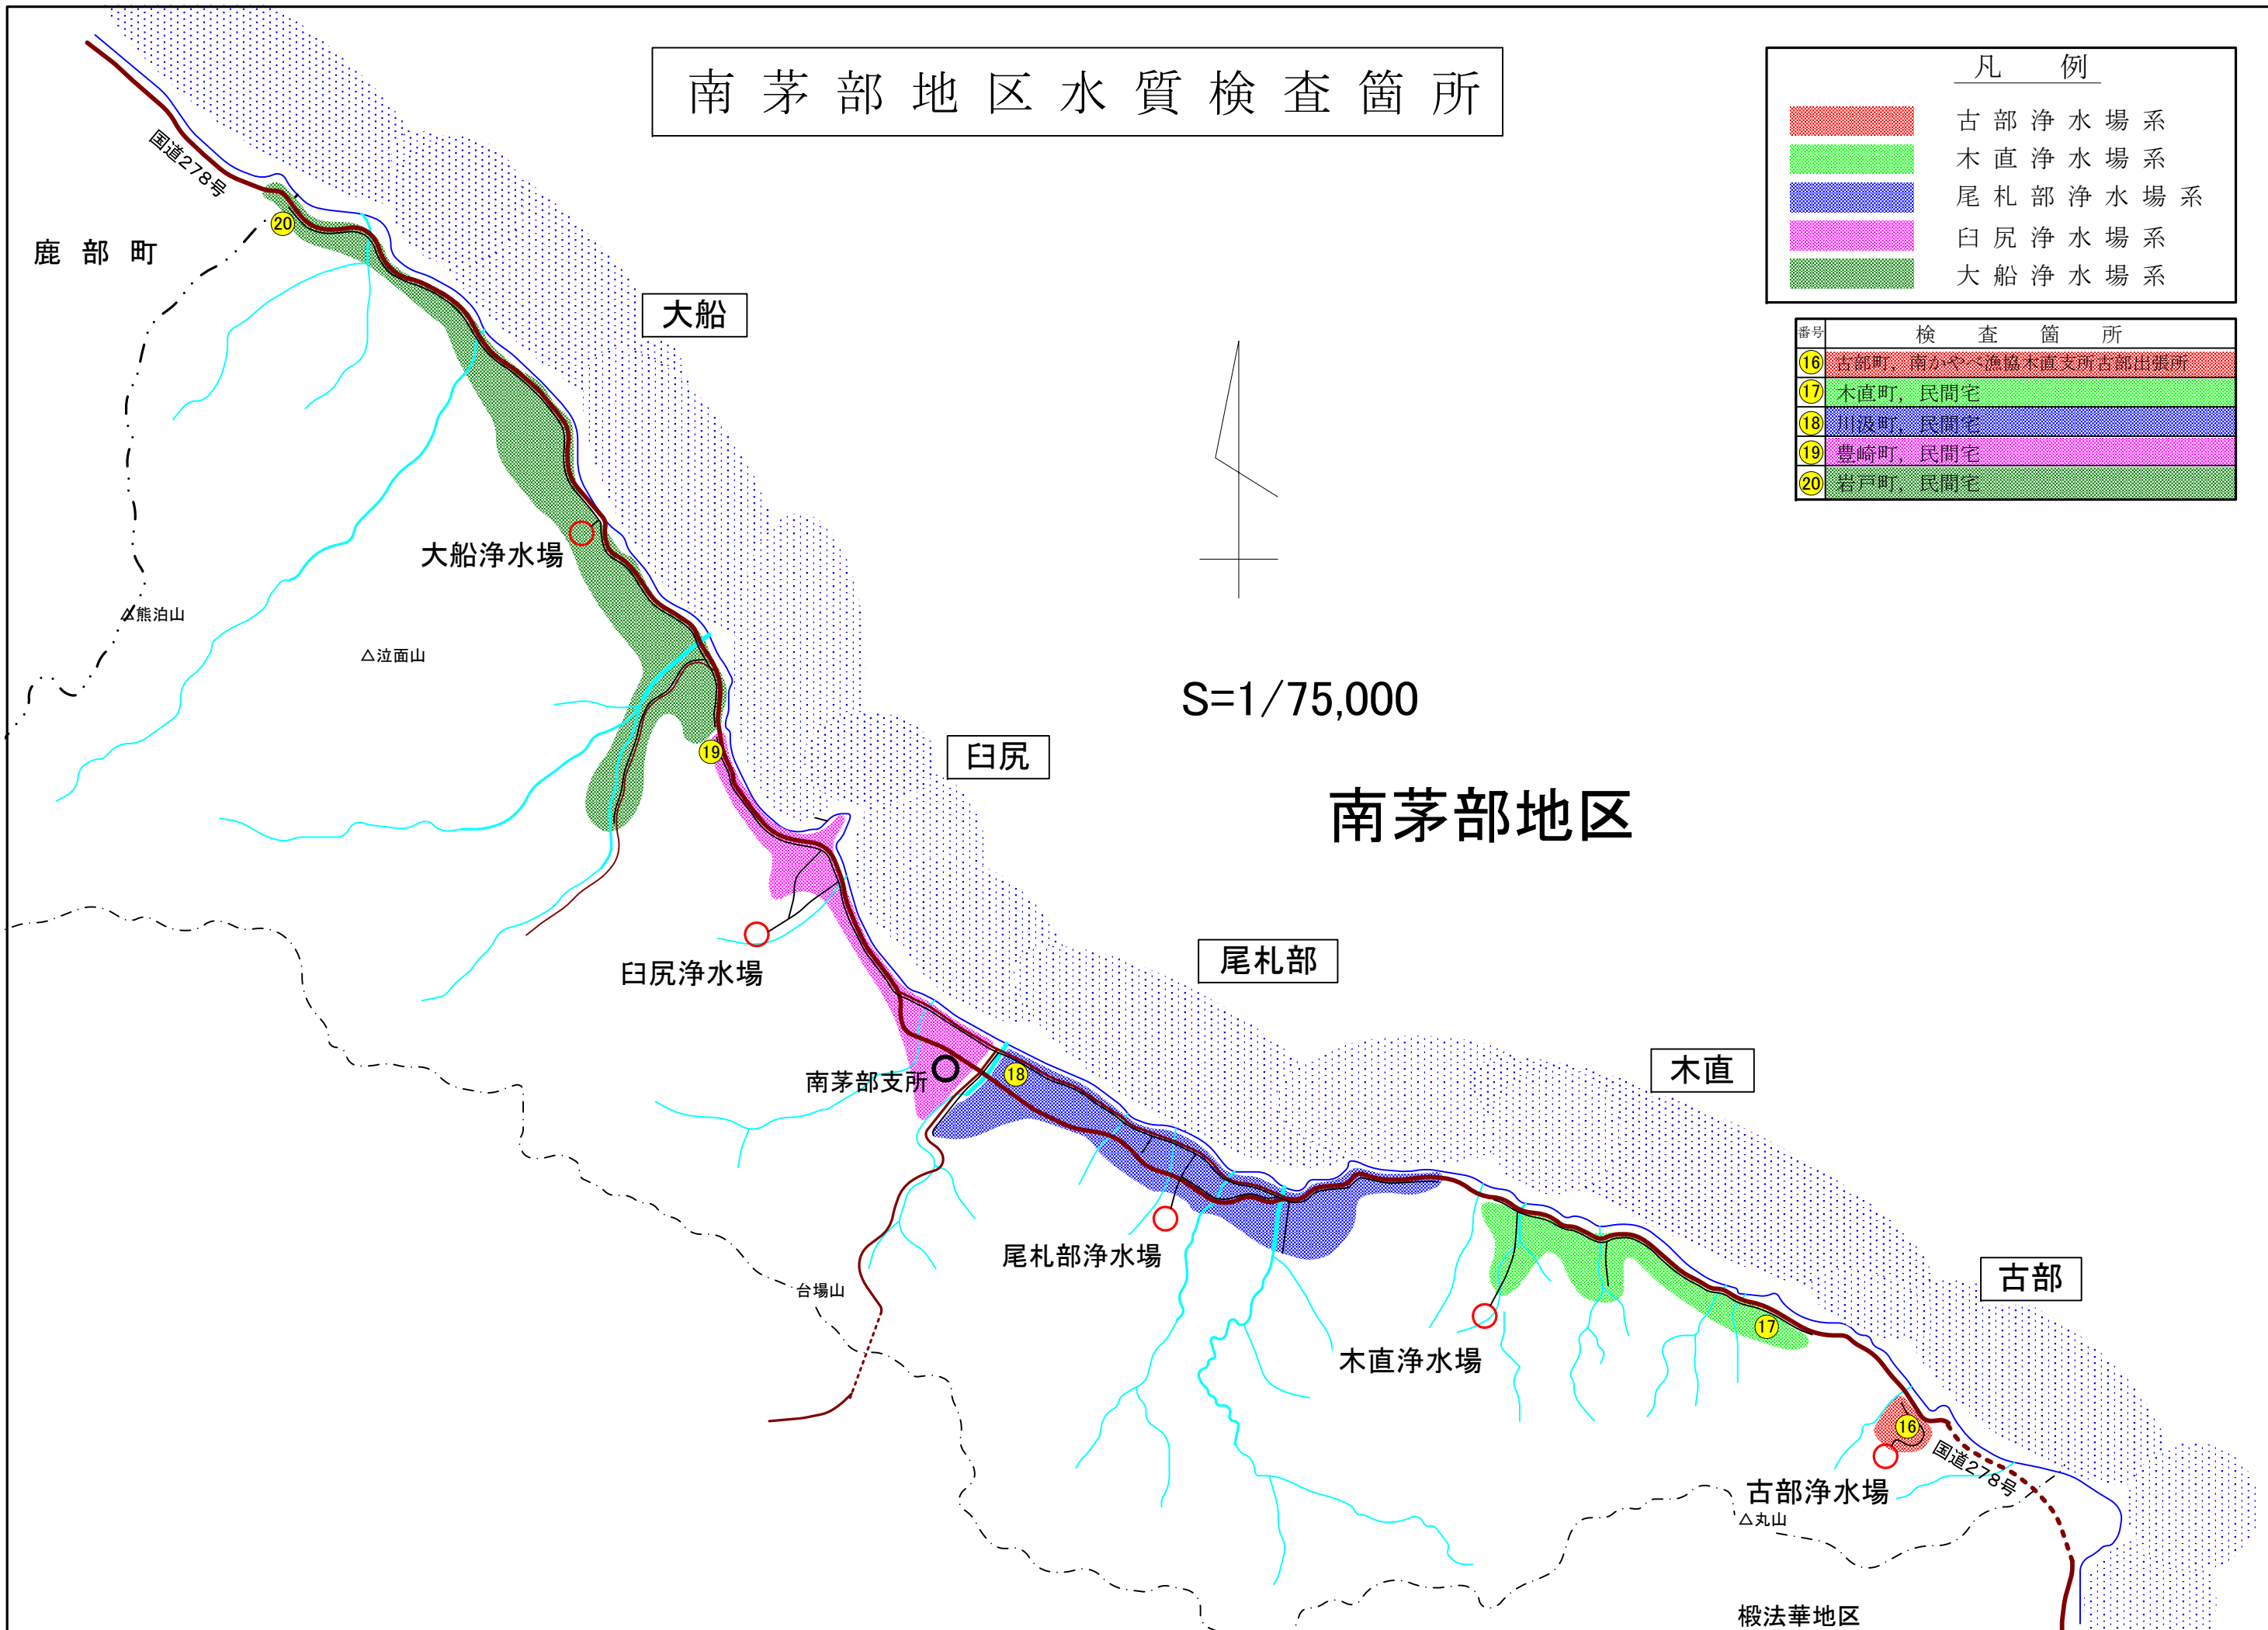 南茅部地区水質検査箇所
凡 例
古部浄水場系
木直浄水場系
尾札部浄水場系
臼尻浄水場系
大船浄水場系
番号 検査箇所
16 古部町，南かやべ漁協木直支所古部出張所
17 木直町，民間宅
18 川汲町，民間宅
19 豊崎町，民間宅
20 岩戸町，民間宅
国道278号
20
鹿部町
大船
大船浄水場
△熊泊山
△泣面山
S=1/75,000
19
臼尻
南茅部地区
臼尻浄水場
尾札部
南茅部支所
18
木直
尾札部浄水場
古部
台場山
17
木直浄水場
16
国道278号
古部浄水場
△丸山
椴法華地区